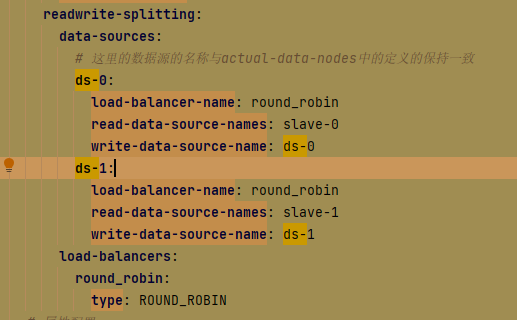 readwrite-splitting:
data-sources:
# 这里的数据源的名称与actual-data-nodes中的定义的保持一致
ds-0:
load-balancer-name: round_robin
read-data-source-names: slave-0
write-data-source-name: ds-0
ds-1:
load-balancer-name: round_robin
read-data-source-names: slave-1
write-data-source-name: ds-1
load-balancers:
round_robin:
type: ROUND_ROBIN